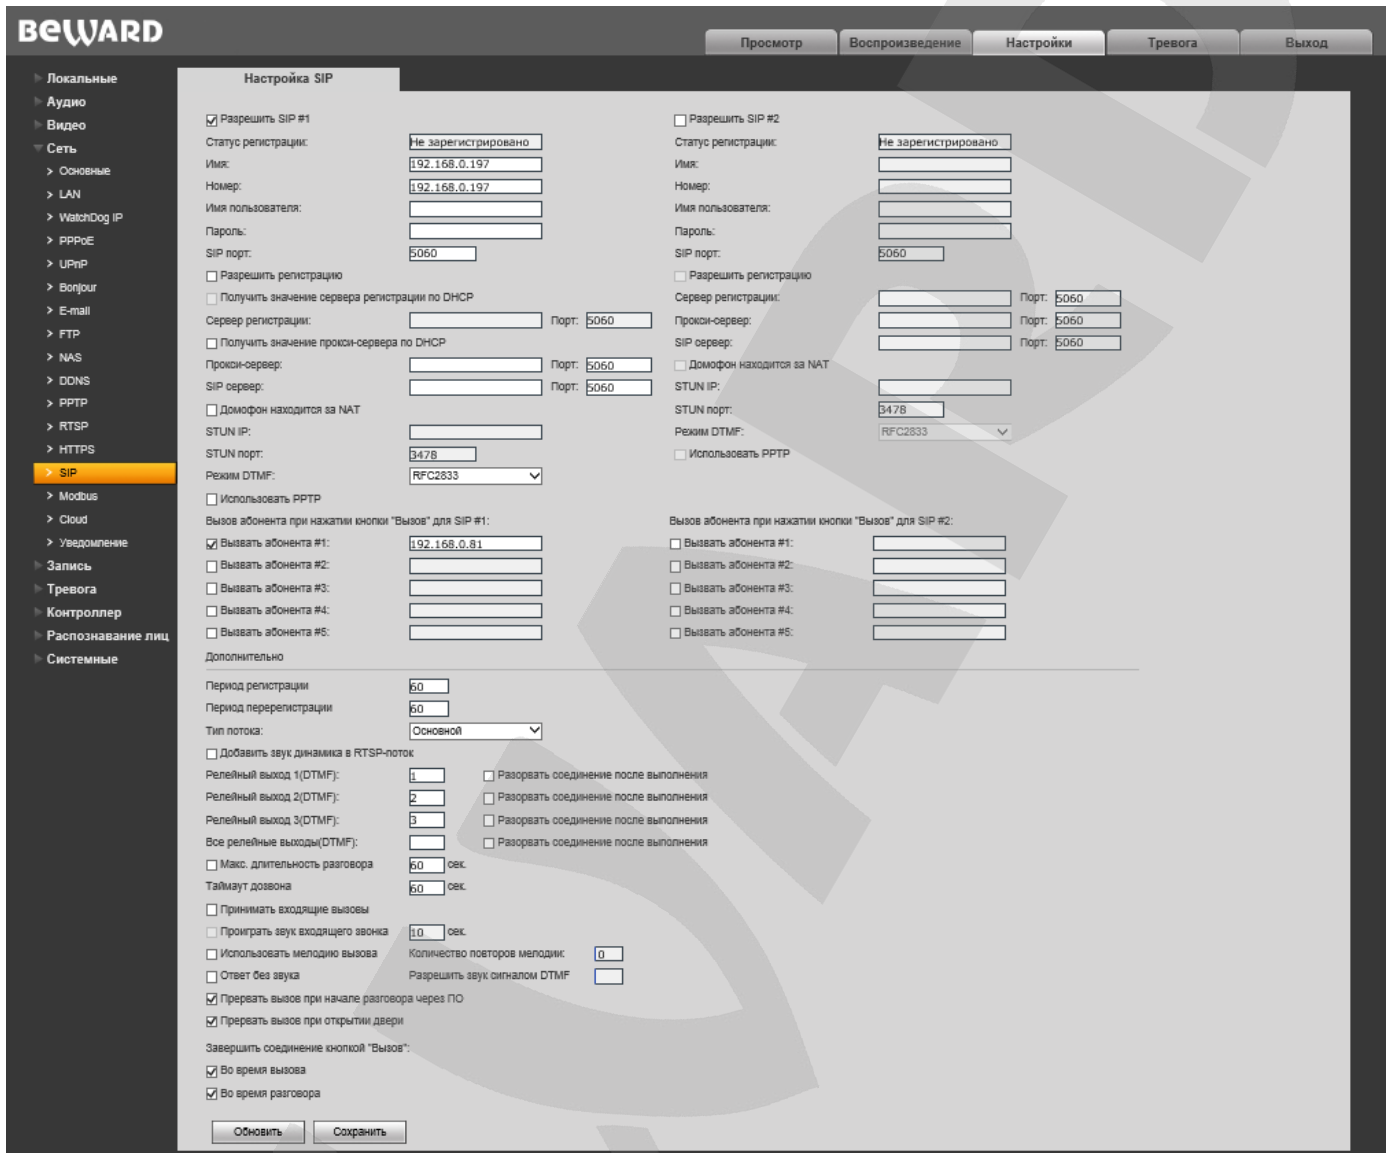 BEWARD
Просмотр Воспроизведение Настройки Тревога Выход
Локальные
Аудио
Видео
Сеть
Основные
LAN
WatchDog IP
PPPoE
UPnP
Bonjour
E-mail
FTP
NAS
DDNS
PPTP
RTSP
HTTPS
SIP
Modbus
Cloud
Уведомление
Запись
Тревога
Контроллер
Распознавание лиц
Системные
Настройка SIP
Разрешить SIP #1
Статус регистрации: Не зарегистрировано
Имя: 192.168.0.197
Номер: 192.168.0.197
Имя пользователя:
Пароль:
SIP порт: 5060
Разрешить регистрацию
Получить значение сервера регистрации по DHCP
Сервер регистрации: Порт: 5060
Получить значение прокси-сервера по DHCP
Прокси-сервер: Порт: 5060
SIP сервер: Порт: 5060
Домофон находится за NAT
STUN IP:
STUN порт: 3478
Режим DTMF: RFC2833
Использовать PPTP
Разрешить SIP #2
Статус регистрации: Не зарегистрировано
Имя:
Номер:
Имя пользователя:
Пароль:
SIP порт: 5060
Разрешить регистрацию
Сервер регистрации: Порт: 5060
Прокси-сервер: Порт: 5060
SIP сервер: Порт: 5060
Домофон находится за NAT
STUN IP:
STUN порт: 3478
Режим DTMF: RFC2833
Использовать PPTP
Вызов абонента при нажатии кнопки "Вызов" для SIP #1:
Вызвать абонента #1: 192.168.0.81
Вызвать абонента #2:
Вызвать абонента #3:
Вызвать абонента #4:
Вызвать абонента #5:
Вызов абонента при нажатии кнопки "Вызов" для SIP #2:
Вызвать абонента #1:
Вызвать абонента #2:
Вызвать абонента #3:
Вызвать абонента #4:
Вызвать абонента #5:
Дополнительно
Период регистрации 60
Период перерегистрации 60
Тип потока: Основной
Добавить звук динамика в RTSP-поток
Релейный выход 1(DTMF): 1 Разорвать соединение после выполнения
Релейный выход 2(DTMF): 2 Разорвать соединение после выполнения
Релейный выход 3(DTMF): 3 Разорвать соединение после выполнения
Все релейные выходы(DTMF): Разорвать соединение после выполнения
Макс. длительность разговора 60 сек.
Таймаут дозвона 60 сек.
Принимать входящие вызовы
Проиграть звук входящего звонка 10 сек.
Использовать мелодию вызова Количество повторов мелодии: 0
Ответ без звука Разрешить звук сигналом DTMF
Прервать вызов при начале разговора через ПО
Прервать вызов при открытии двери
Завершить соединение кнопкой "Вызов":
Во время вызова
Во время разговора
Обновить Сохранить